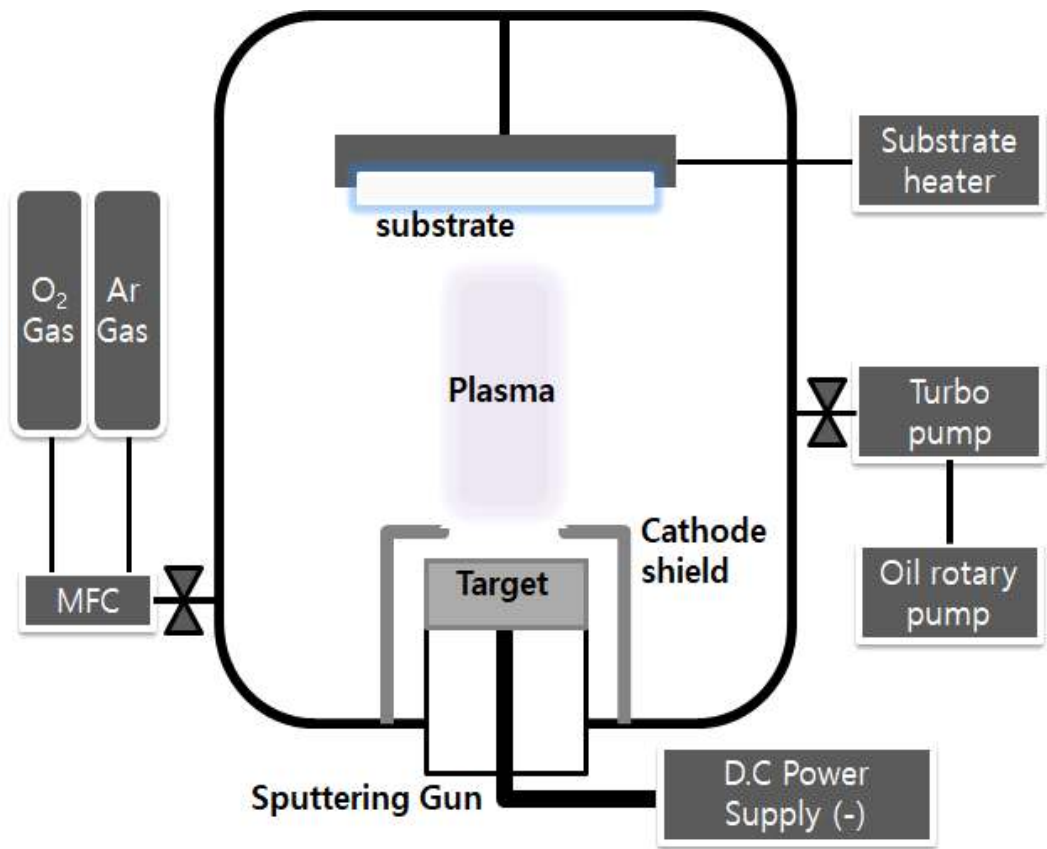 Substrate
heater
substrate
O₂
Gas
Ar
Gas
Plasma
Turbo
pump
Cathode
shield
Target
MFC
Oil rotary
pump
Sputtering Gun
D.C Power
Supply (-)